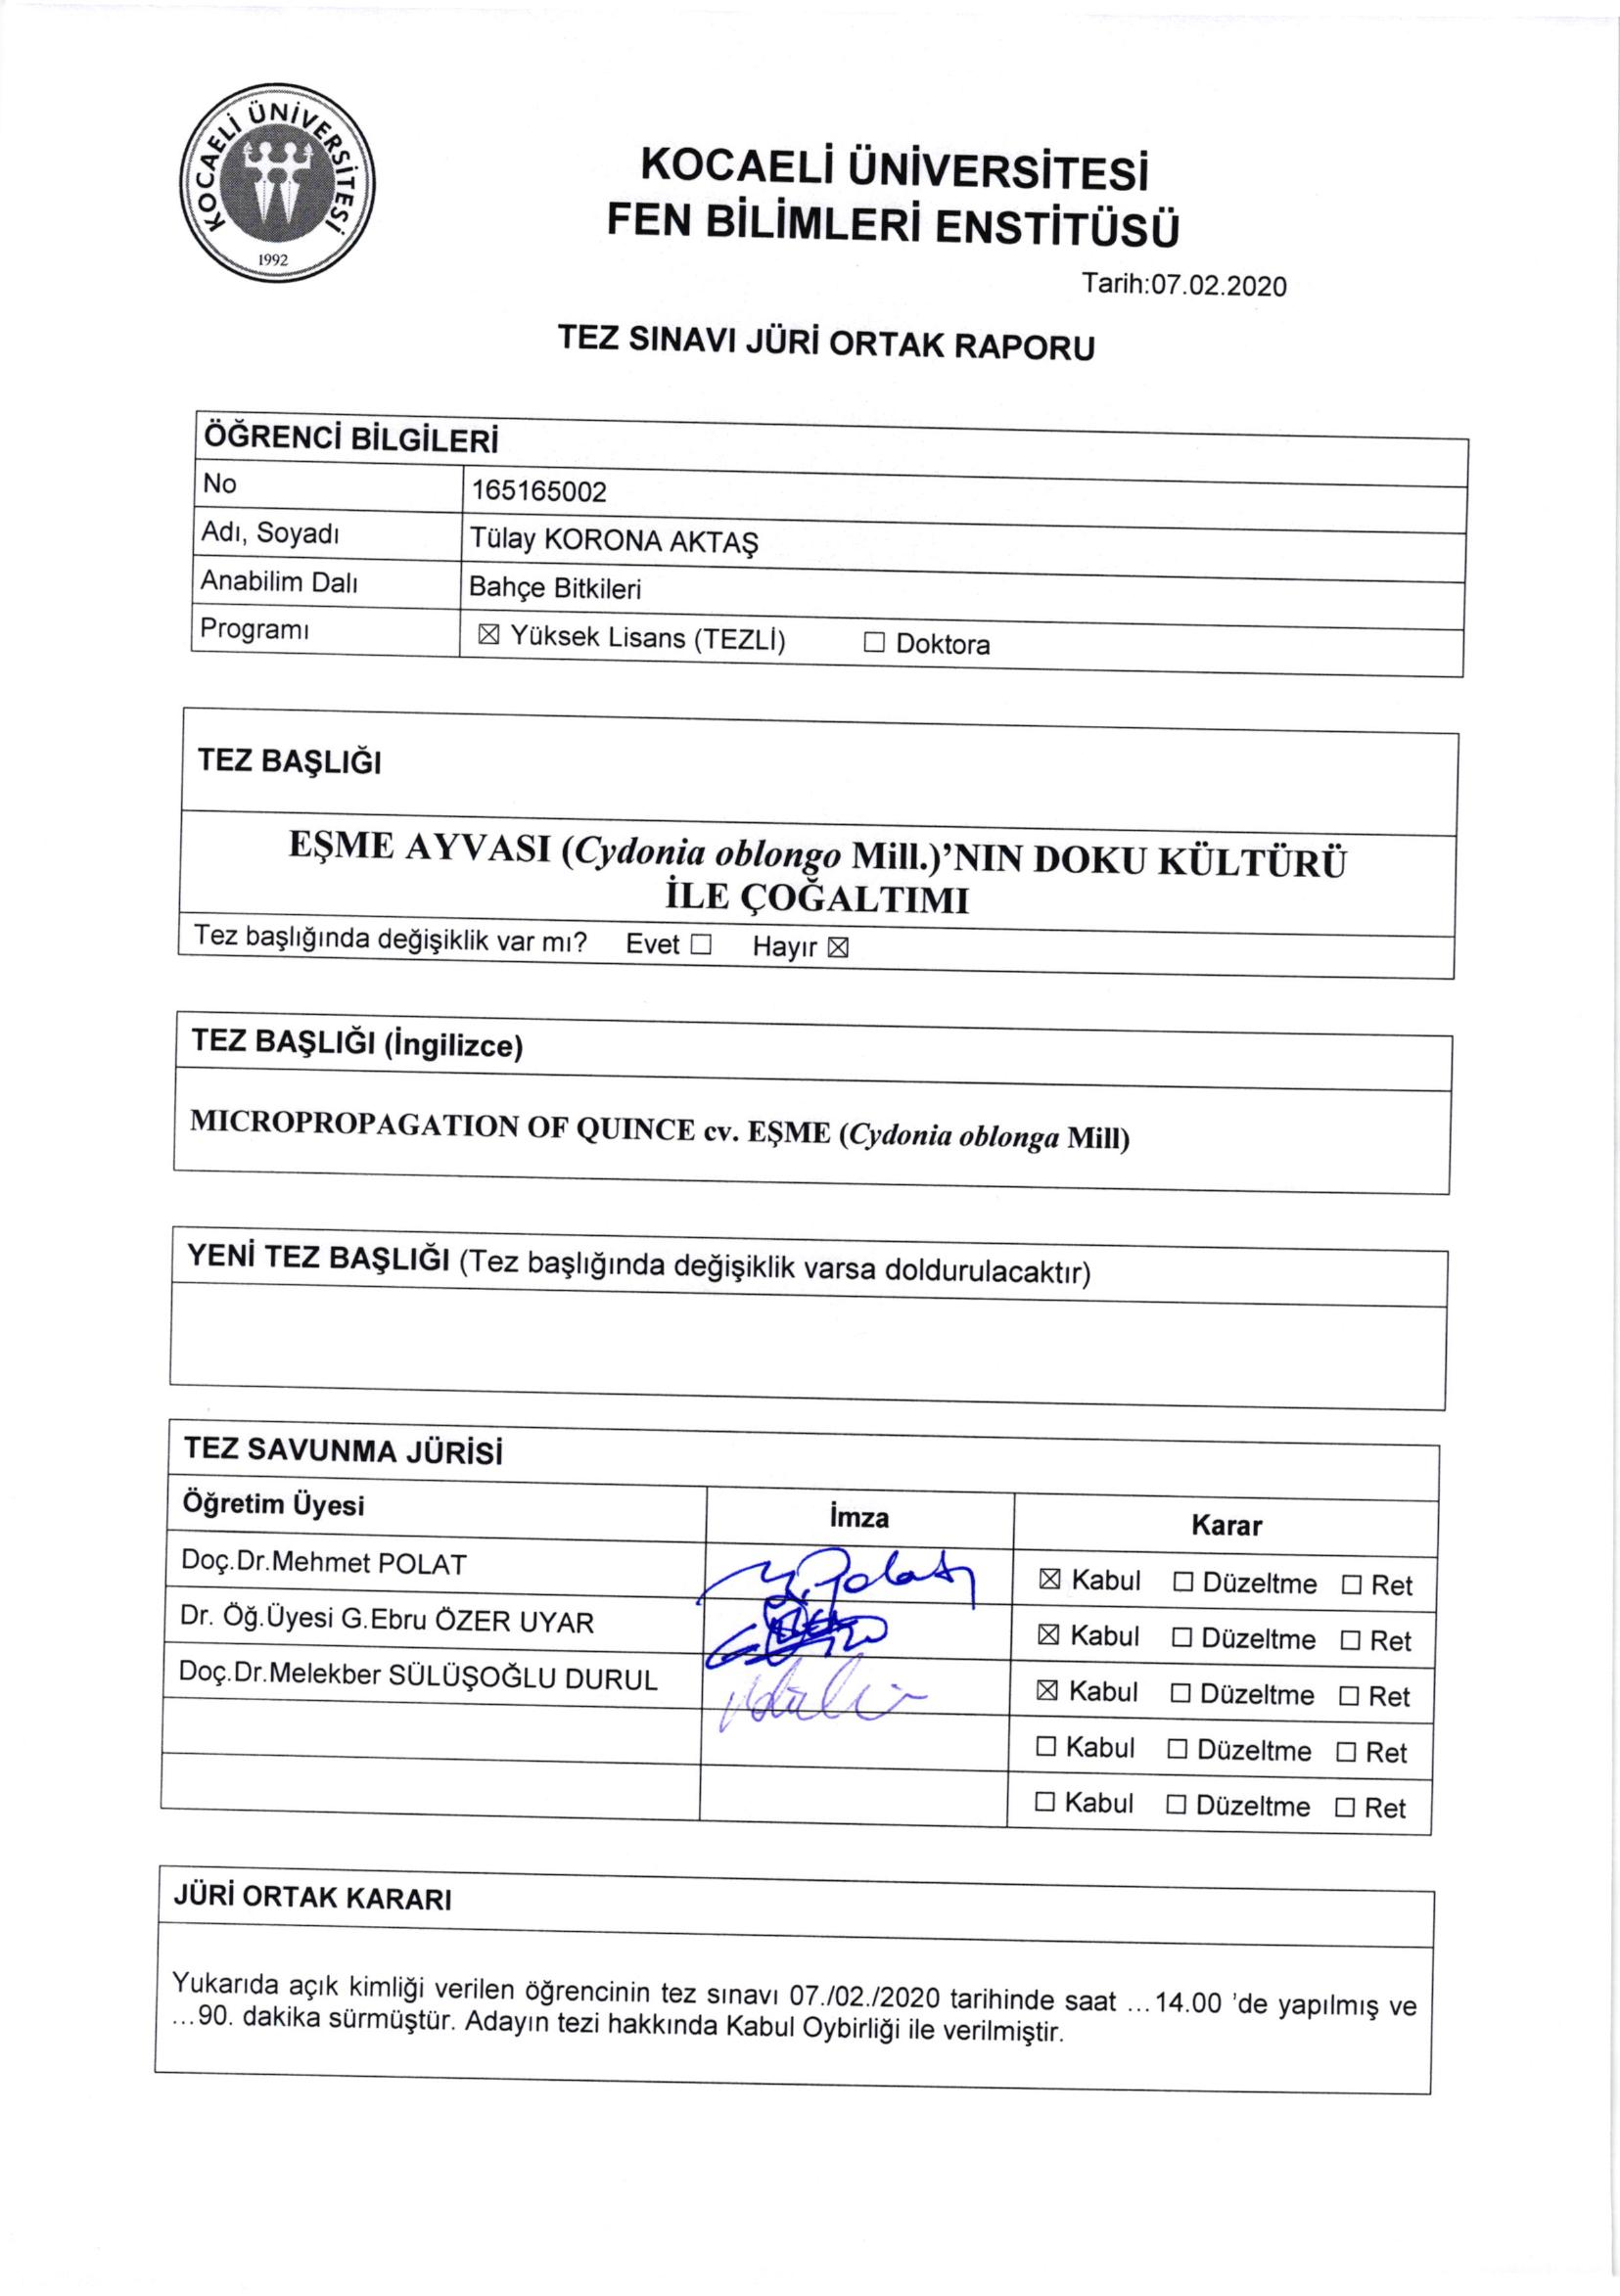 KOCAELİ ÜNİVERSİTESİ
1992
KOCAELİ ÜNİVERSİTESİ
FEN BİLİMLERİ ENSTİTÜSÜ
Tarih:07.02.2020
TEZ SINAVI JÜRİ ORTAK RAPORU
ÖĞRENCİ BİLGİLERİ
No 165165002
Adı, Soyadı Tülay KORONA AKTAŞ
Anabilim Dalı Bahçe Bitkileri
Programı ☒ Yüksek Lisans (TEZLİ) ☐ Doktora
TEZ BAŞLIĞI
EŞME AYVASI (Cydonia oblongo Mill.)’NIN DOKU KÜLTÜRÜ
İLE ÇOĞALTIMI
Tez başlığında değişiklik var mı? Evet ☐ Hayır ☒
TEZ BAŞLIĞI (İngilizce)
MICROPROPAGATION OF QUINCE cv. EŞME (Cydonia oblonga Mill)
YENİ TEZ BAŞLIĞI (Tez başlığında değişiklik varsa doldurulacaktır)
TEZ SAVUNMA JÜRİSİ
Öğretim Üyesi İmza Karar
Doç.Dr.Mehmet POLAT M.Polat ☒ Kabul ☐ Düzeltme ☐ Ret
Dr. Öğ.Üyesi G.Ebru ÖZER UYAR ☒ Kabul ☐ Düzeltme ☐ Ret
Doç.Dr.Melekber SÜLÜŞOĞLU DURUL ☒ Kabul ☐ Düzeltme ☐ Ret
☐ Kabul ☐ Düzeltme ☐ Ret
☐ Kabul ☐ Düzeltme ☐ Ret
JÜRİ ORTAK KARARI
Yukarıda açık kimliği verilen öğrencinin tez sınavı 07./02./2020 tarihinde saat ...14.00 ’de yapılmış ve
...90. dakika sürmüştür. Adayın tezi hakkında Kabul Oybirliği ile verilmiştir.